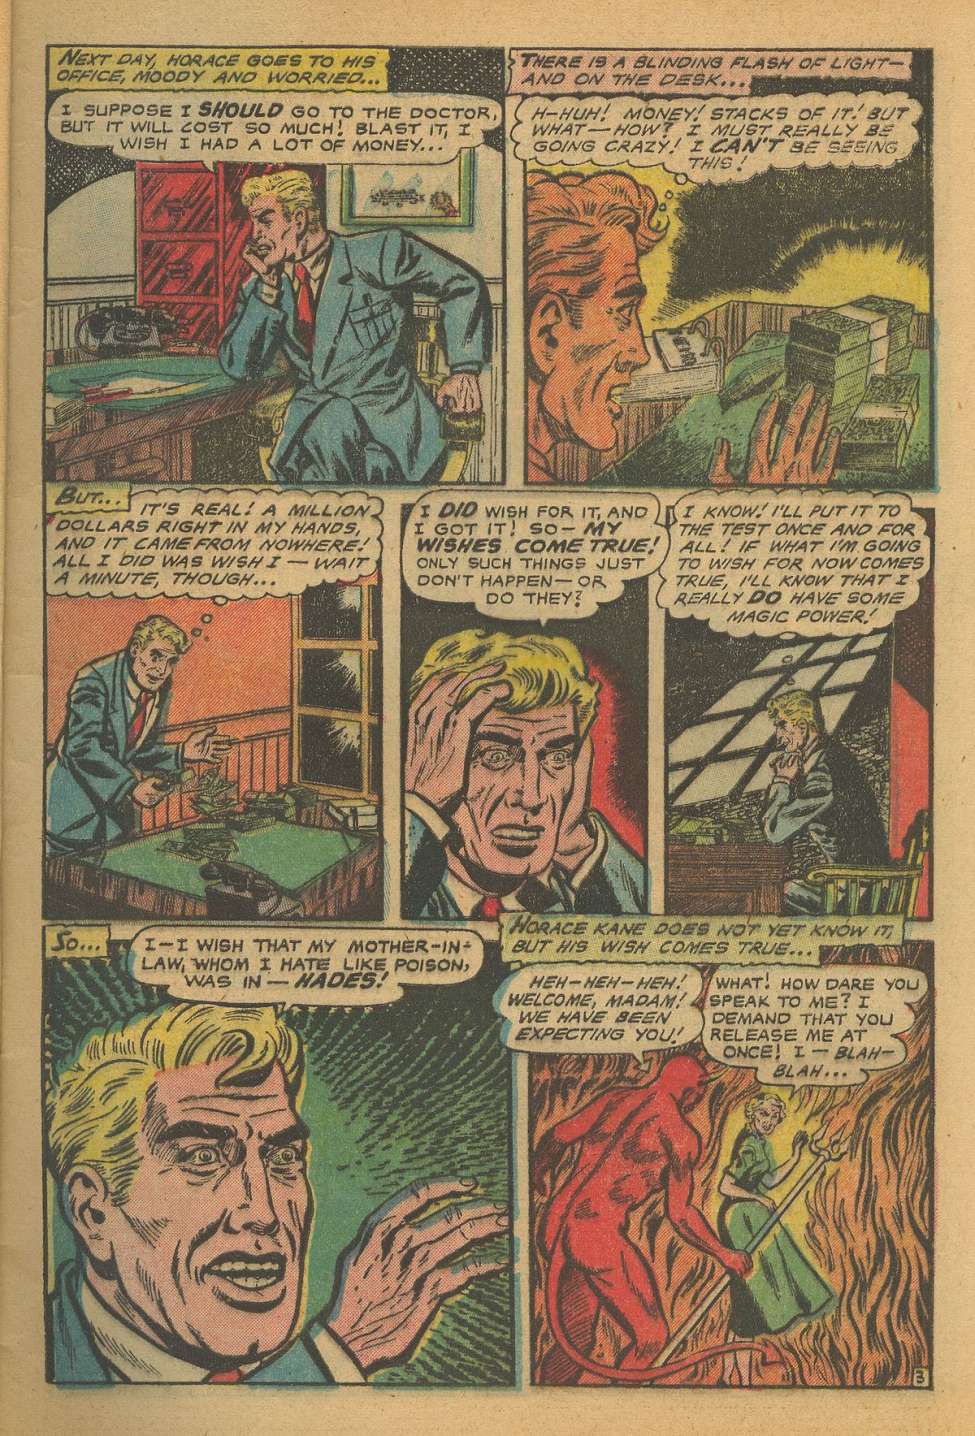 NEXT DAY, HORACE GOES TO HIS
OFFICE, MOODY AND WORRIED...
I SUPPOSE I SHOULD GO TO THE DOCTOR,
BUT IT WILL COST SO MUCH! BLAST IT, I
WISH I HAD A LOT OF MONEY...
THERE IS A BLINDING FLASH OF LIGHT—
AND ON THE DESK...
H-HUH! MONEY! STACKS OF IT! BUT
WHAT—HOW? I MUST REALLY BE
GOING CRAZY! I CAN'T BE SEEING
THIS!
BUT...
IT'S REAL! A MILLION
DOLLARS RIGHT IN MY HANDS,
AND IT CAME FROM NOWHERE!
ALL I DID WAS WISH I—WAIT
A MINUTE, THOUGH...
I DID WISH FOR IT, AND
I GOT IT! SO—MY
WISHES COME TRUE!
ONLY SUCH THINGS JUST
DON'T HAPPEN—OR
DO THEY?
I KNOW! I'LL PUT IT TO
THE TEST ONCE AND FOR
ALL! IF WHAT I'M GOING
TO WISH FOR NOW COMES
TRUE, I'LL KNOW THAT I
REALLY DO HAVE SOME
MAGIC POWER!
SO...
I—I WISH THAT MY MOTHER-IN-
LAW, WHOM I HATE LIKE POISON,
WAS IN—HADES!
HORACE KANE DOES NOT YET KNOW IT,
BUT HIS WISH COMES TRUE...
HEH-HEH-HEH!
WELCOME, MADAM!
WE HAVE BEEN
EXPECTING YOU!
WHAT! HOW DARE YOU
SPEAK TO ME? I
DEMAND THAT YOU
RELEASE ME AT
ONCE! I—BLAH-
BLAH...
3